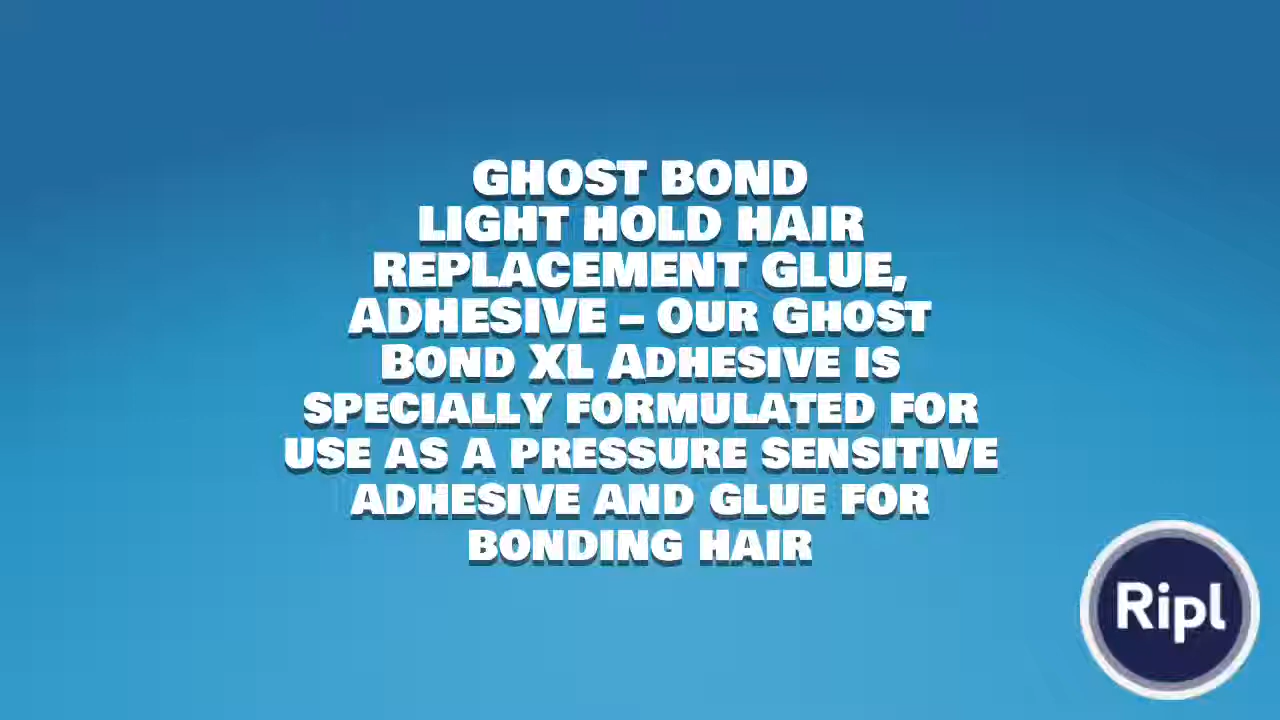 GHOST BOND
LIGHT HOLD HAIR
REPLACEMENT GLUE,
ADHESIVE – Our Ghost
Bond XL Adhesive is
specially formulated for
use as a pressure sensitive
adhesive and glue for
bonding hair
Ripl